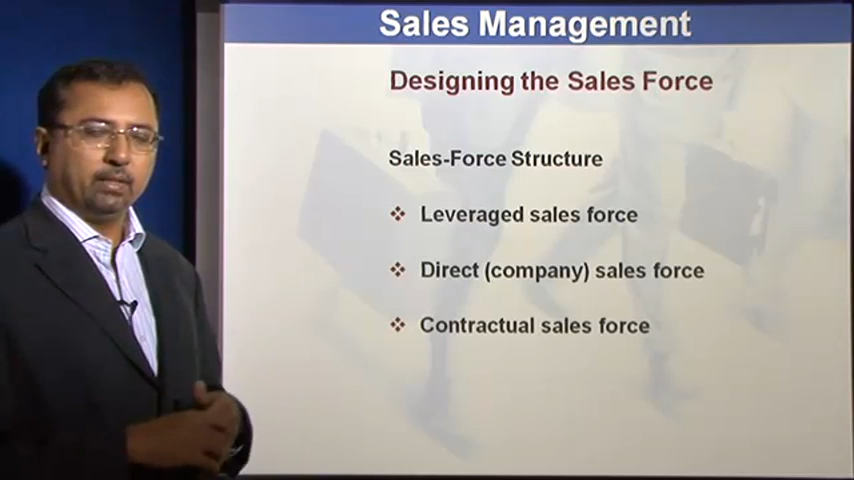 Sales Management
Designing the Sales Force
Sales-Force Structure
Leveraged sales force
Direct (company) sales force
Contractual sales force